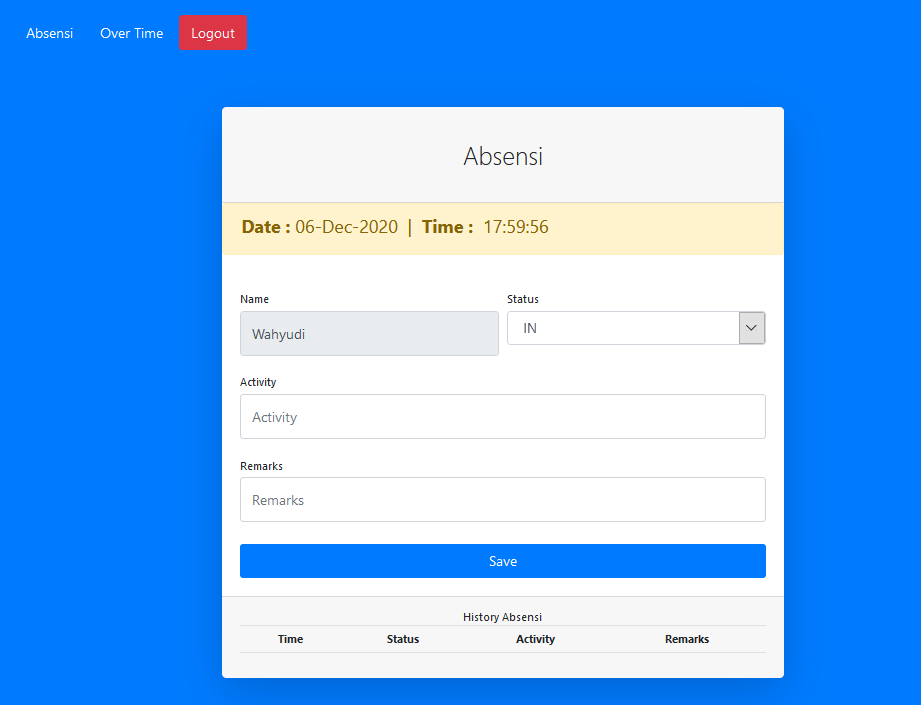 Absensi Over Time Logout
Absensi
Date : 06-Dec-2020 | Time : 17:59:56
Name Status
Wahyudi IN
Activity
Activity
Remarks
Remarks
Save
History Absensi
Time Status Activity Remarks